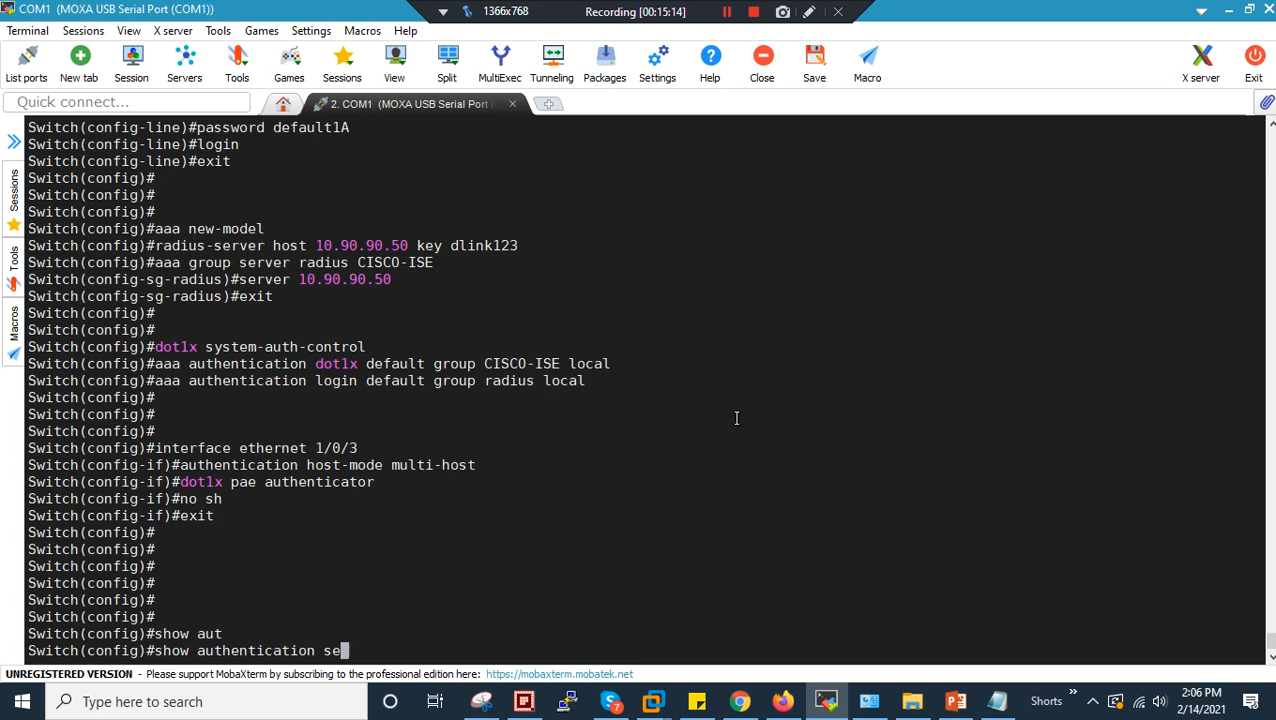 COM1 (MOXA USB Serial Port (COM1))
1366x768
Recording [00:15:14]
Terminal Sessions View X server Tools Games Settings Macros Help
List ports New tab Session Servers Tools Games Sessions View Split MultiExec Tunneling Packages Settings Help Close Save Macro X server Exit
Quick connect...
2. COM1 (MOXA USB Serial Port (
Sessions
Tools
Macros
Switch(config-line)#password default1A
Switch(config-line)#login
Switch(config-line)#exit
Switch(config)#
Switch(config)#
Switch(config)#
Switch(config)#aaa new-model
Switch(config)#radius-server host 10.90.90.50 key dlink123
Switch(config)#aaa group server radius CISCO-ISE
Switch(config-sg-radius)#server 10.90.90.50
Switch(config-sg-radius)#exit
Switch(config)#
Switch(config)#
Switch(config)#dot1x system-auth-control
Switch(config)#aaa authentication dot1x default group CISCO-ISE local
Switch(config)#aaa authentication login default group radius local
Switch(config)#
Switch(config)#
Switch(config)#
Switch(config)#interface ethernet 1/0/3
Switch(config-if)#authentication host-mode multi-host
Switch(config-if)#dot1x pae authenticator
Switch(config-if)#no sh
Switch(config-if)#exit
Switch(config)#
Switch(config)#
Switch(config)#
Switch(config)#
Switch(config)#
Switch(config)#
Switch(config)#show aut
Switch(config)#show authentication se
UNREGISTERED VERSION - Please support MobaXterm by subscribing to the professional edition here: https://mobaxterm.mobatek.net
Type here to search
Shorts
2:06 PM
2/14/2021